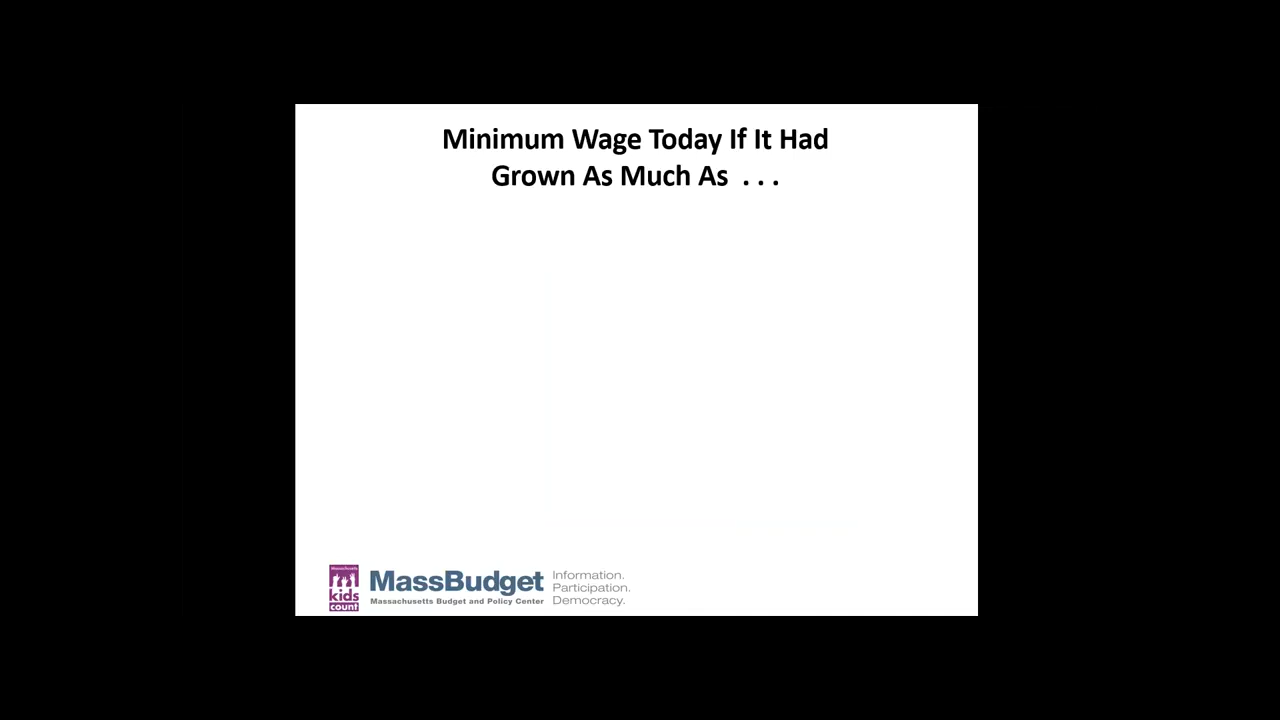 Minimum Wage Today If It Had
Grown As Much As . . .
Massachusetts
kids
count
MassBudget
Massachusetts Budget and Policy Center
Information.
Participation.
Democracy.